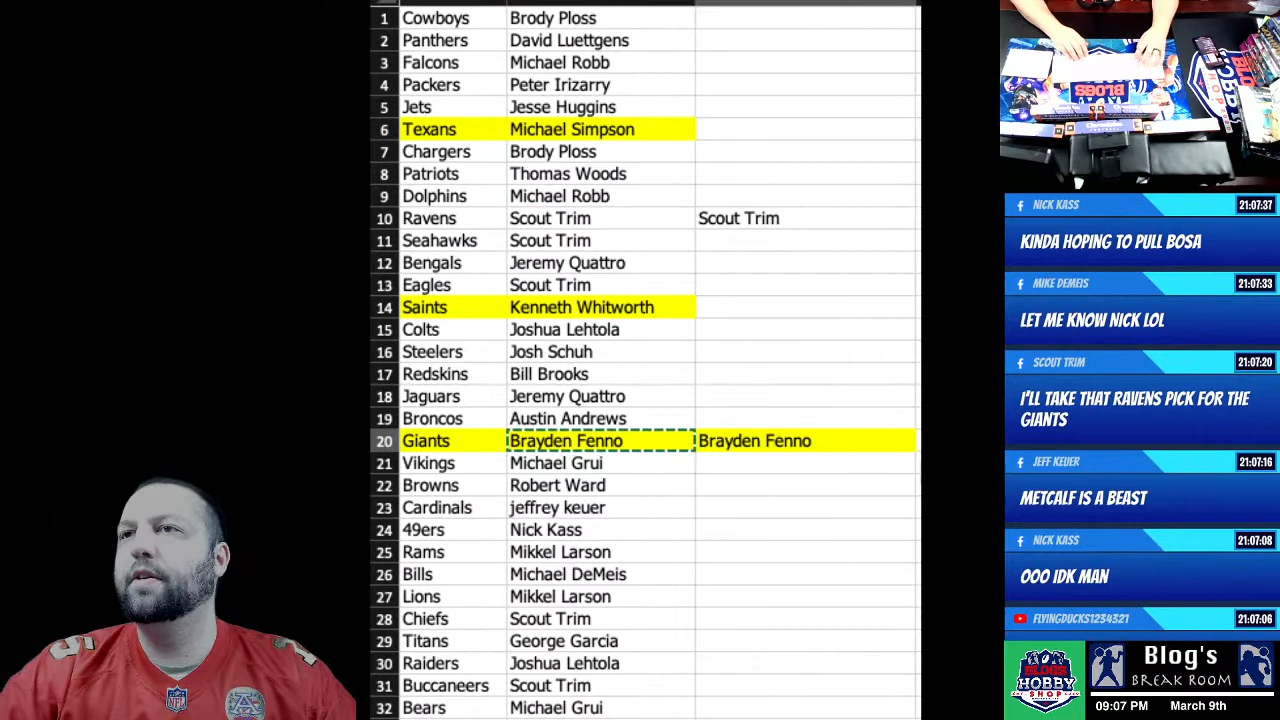 1 Cowboys Brody Ploss
2 Panthers David Luettgens
3 Falcons Michael Robb
4 Packers Peter Irizarry
5 Jets Jesse Huggins
6 Texans Michael Simpson
7 Chargers Brody Ploss
8 Patriots Thomas Woods
9 Dolphins Michael Robb
10 Ravens Scout Trim Scout Trim
11 Seahawks Scout Trim
12 Bengals Jeremy Quattro
13 Eagles Scout Trim
14 Saints Kenneth Whitworth
15 Colts Joshua Lehtola
16 Steelers Josh Schuh
17 Redskins Bill Brooks
18 Jaguars Jeremy Quattro
19 Broncos Austin Andrews
20 Giants Brayden Fenno Brayden Fenno
21 Vikings Michael Grui
22 Browns Robert Ward
23 Cardinals jeffrey keuer
24 49ers Nick Kass
25 Rams Mikkel Larson
26 Bills Michael DeMeis
27 Lions Mikkel Larson
28 Chiefs Scout Trim
29 Titans George Garcia
30 Raiders Joshua Lehtola
31 Buccaneers Scout Trim
32 Bears Michael Grui
BLOGS
NICK KASS 21:07:37
KINDA HOPING TO PULL BOSA
MIKE DEMEIS 21:07:33
LET ME KNOW NICK LOL
SCOUT TRIM 21:07:20
I'LL TAKE THAT RAVENS PICK FOR THE
GIANTS
JEFF KEUER 21:07:16
METCALF IS A BEAST
NICK KASS 21:07:08
OOO IDK MAN
FLYINGDUCKS1234321 21:07:06
BLOGS
HOBBY
SHOP
Blog's
BREAK ROOM
09:07 PM March 9th
NFL